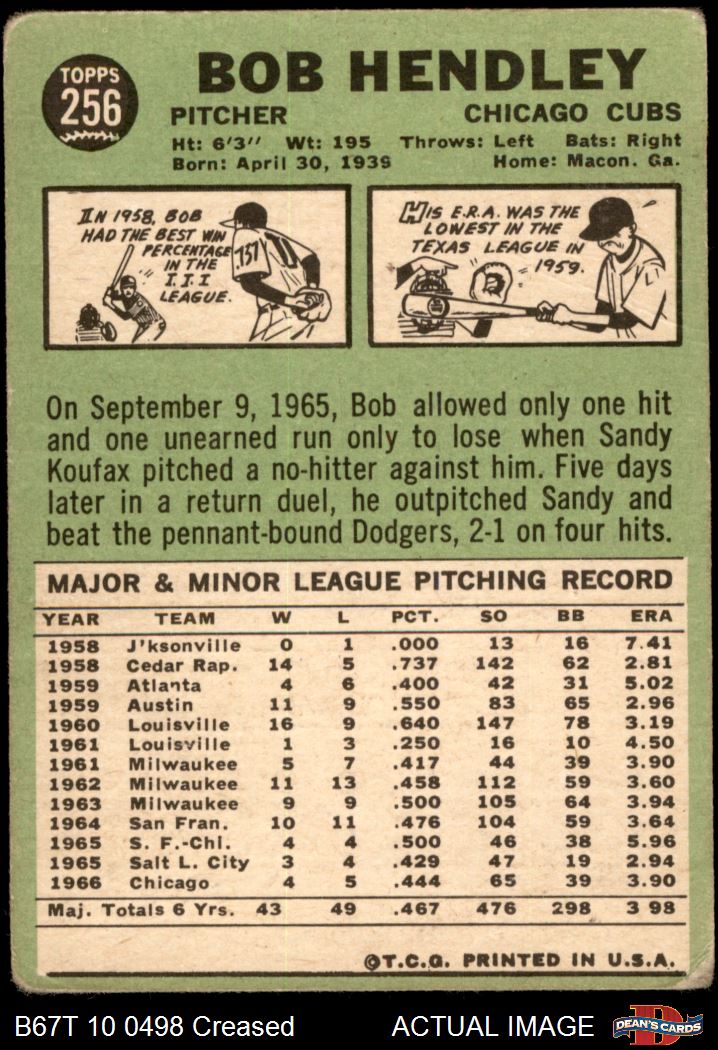 TOPPS
256
BOB HENDLEY
PITCHER CHICAGO CUBS
Ht: 6'3" Wt: 195 Throws: Left Bats: Right
Born: April 30, 1939 Home: Macon. Ga.
IN 1958, BOB
HAD THE BEST WIN
PERCENTAGE
IN THE
I.I.I
LEAGUE.
HIS E.R.A. WAS THE
LOWEST IN THE
TEXAS LEAGUE IN
1959.
On September 9, 1965, Bob allowed only one hit
and one unearned run only to lose when Sandy
Koufax pitched a no-hitter against him. Five days
later in a return duel, he outpitched Sandy and
beat the pennant-bound Dodgers, 2-1 on four hits.
MAJOR & MINOR LEAGUE PITCHING RECORD
YEAR TEAM W L PCT. SO BB ERA
1958 J'ksonville 0 1 .000 13 16 7.41
1958 Cedar Rap. 14 5 .737 142 62 2.81
1959 Atlanta 4 6 .400 42 31 5.02
1959 Austin 11 9 .550 83 65 2.96
1960 Louisville 16 9 .640 147 78 3.19
1961 Louisville 1 3 .250 16 10 4.50
1961 Milwaukee 5 7 .417 44 39 3.90
1962 Milwaukee 11 13 .458 112 59 3.60
1963 Milwaukee 9 9 .500 105 64 3.94
1964 San Fran. 10 11 .476 104 59 3.64
1965 S. F.-Chi. 4 4 .500 46 38 5.96
1965 Salt L. City 3 4 .429 47 19 2.94
1966 Chicago 4 5 .444 65 39 3.90
Maj. Totals 6 Yrs. 43 49 .467 476 298 3 98
©T.C.G. PRINTED IN U.S.A.
B67T 10 0498 Creased ACTUAL IMAGE
DEAN'S CARDS